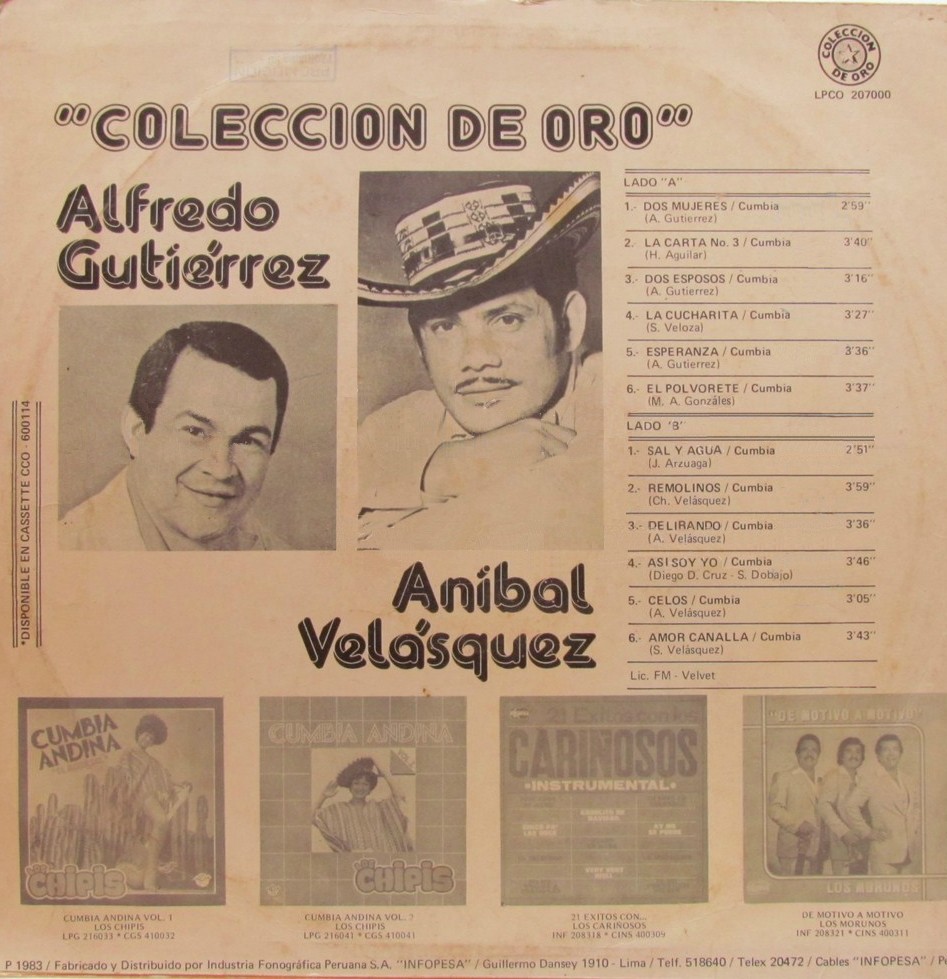 COLECCION DE ORO
LPCO 207000
"COLECCION DE ORO"
Alfredo
Gutiérrez
Aníbal
Velásquez
*DISPONIBLE EN CASSETTE CCO - 600114
LADO "A"
1.- DOS MUJERES / Cumbia 2'59''
(A. Gutierrez)
2. LA CARTA No. 3 / Cumbia 3'40''
(H. Aguilar)
3.- DOS ESPOSOS / Cumbia 3'16''
(A. Gutierrez)
4.- LA CUCHARITA / Cumbia 3'27''
(S. Veloza)
5.- ESPERANZA / Cumbia 3'36''
(A. Gutierrez)
6.- EL POLVORETE / Cumbia 3'37''
(M. A. Gonzáles)
LADO 'B''
1.- SAL Y AGUA / Cumbia 2'51''
(J. Arzuaga)
2.- REMOLINOS / Cumbia 3'59''
(Ch. Velásquez)
3.- DELIRANDO / Cumbia 3'36''
(A. Velásquez)
4.- ASI SOY YO / Cumbia 3'46''
(Diego D. Cruz - S. Dobajo)
5.- CELOS / Cumbia 3'05''
(A. Velásquez)
6.- AMOR CANALLA / Cumbia 3'43''
(S. Velásquez)
Lic. FM - Velvet
CUMBIA
ANDINA
LOS
CHIPIS
CUMBIA ANDINA
LOS
CHIPIS
21 Exitos con los
CARIÑOSOS
•INSTRUMENTAL•
"DE MOTIVO A MOTIVO"
LOS MORUNOS
CUMBIA ANDINA VOL. 1
LOS CHIPIS
LPG 216033 * CGS 410032
CUMBIA ANDINA VOL. 2
LOS CHIPIS
LPG 216041 * CGS 410041
21 EXITOS CON...
LOS CARIÑOSOS
INF 208318 * CINS 400309
DE MOTIVO A MOTIVO
LOS MORUNOS
INF 208321 * CINS 400311
P 1983 / Fabricado y Distribuido por Industria Fonográfica Peruana S.A. "INFOPESA" / Guillermo Dansey 1910 - Lima / Telf. 518640 / Telex 20472 / Cables "INFOPESA" / P